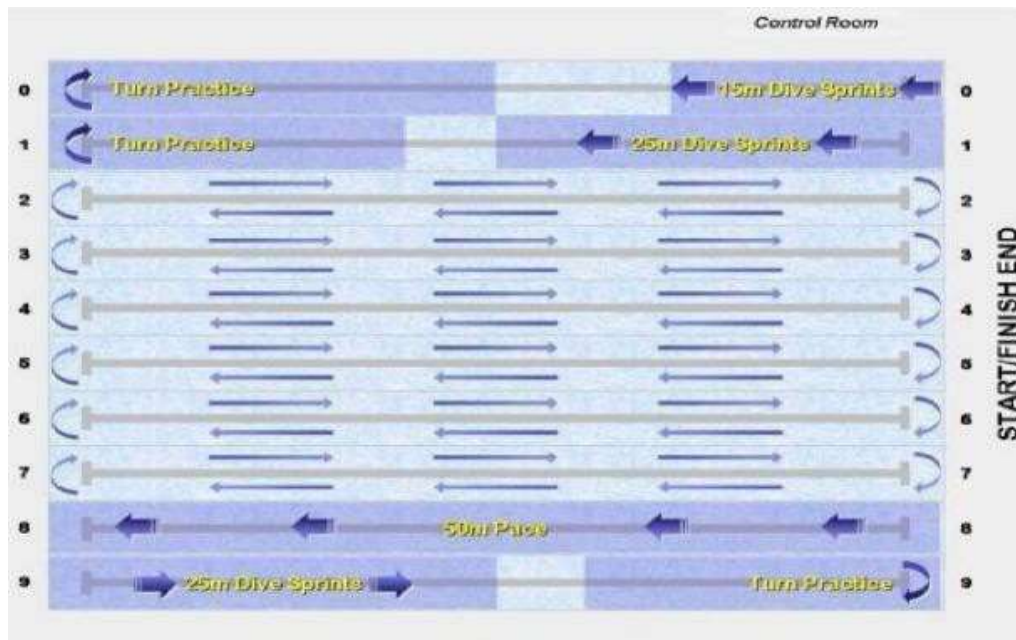 Control Room
0 Turn Practice 15m Dive Sprints 0
1 Turn Practice 25m Dive Sprints 1
2 2
3 3
4 4
5 5
6 6
7 7
8 50m Pace 8
9 25m Dive Sprints Turn Practice 9
START/FINISH END